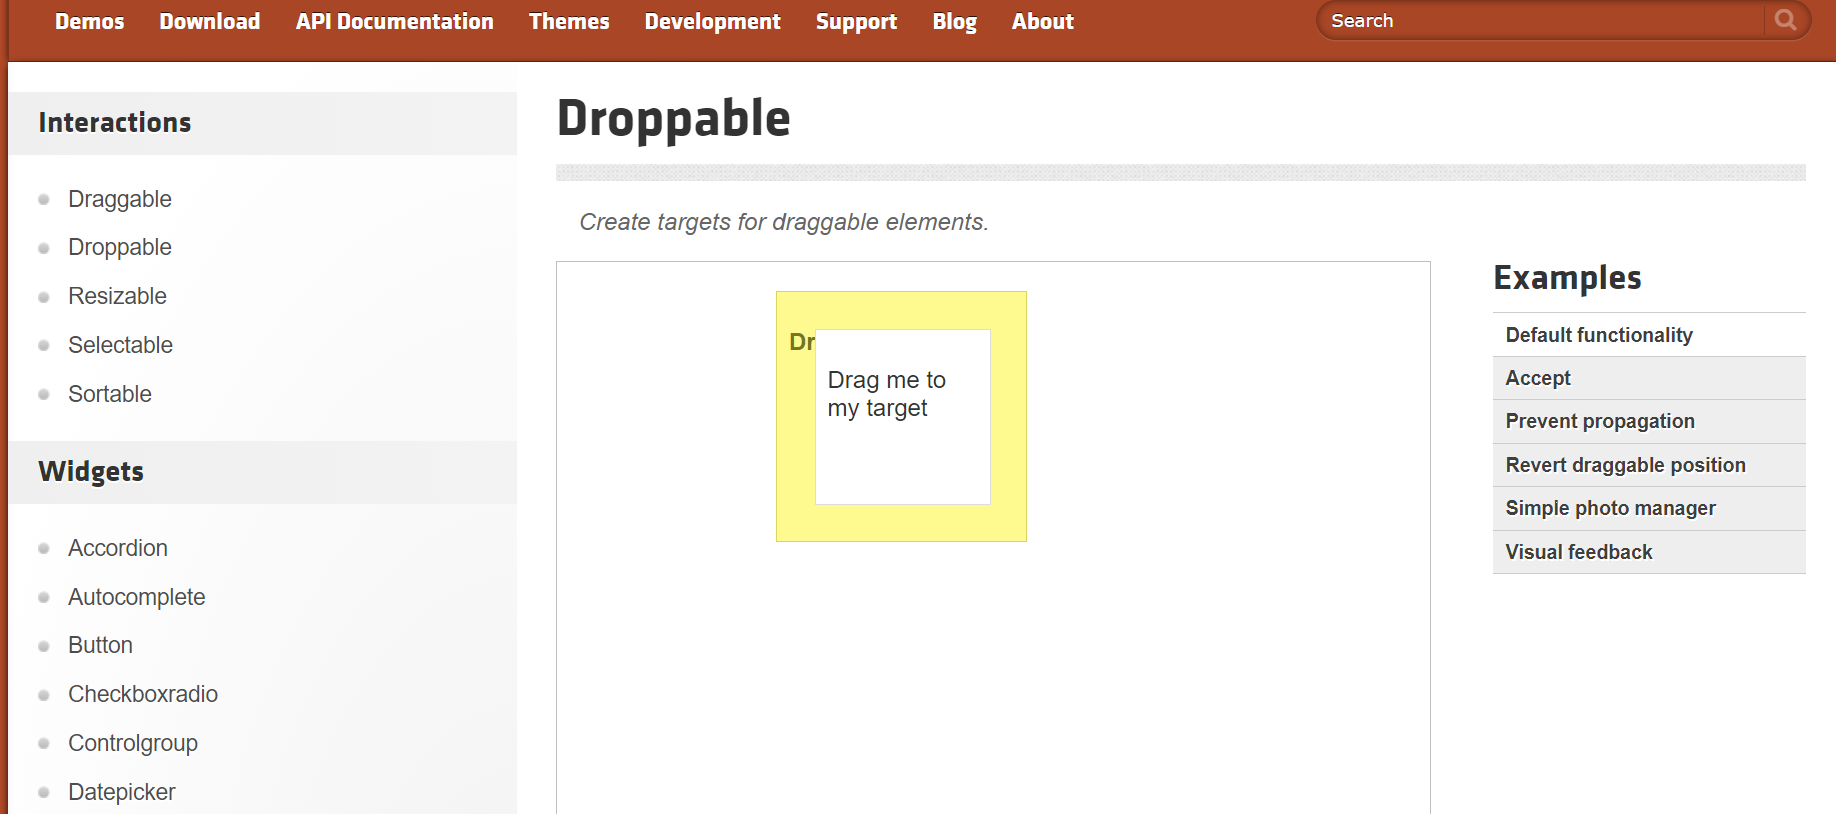 Demos Download API Documentation Themes Development Support Blog About Search
Interactions
Draggable
Droppable
Resizable
Selectable
Sortable
Widgets
Accordion
Autocomplete
Button
Checkboxradio
Controlgroup
Datepicker
Droppable
Create targets for draggable elements.
Dr
Drag me to
my target
Examples
Default functionality
Accept
Prevent propagation
Revert draggable position
Simple photo manager
Visual feedback